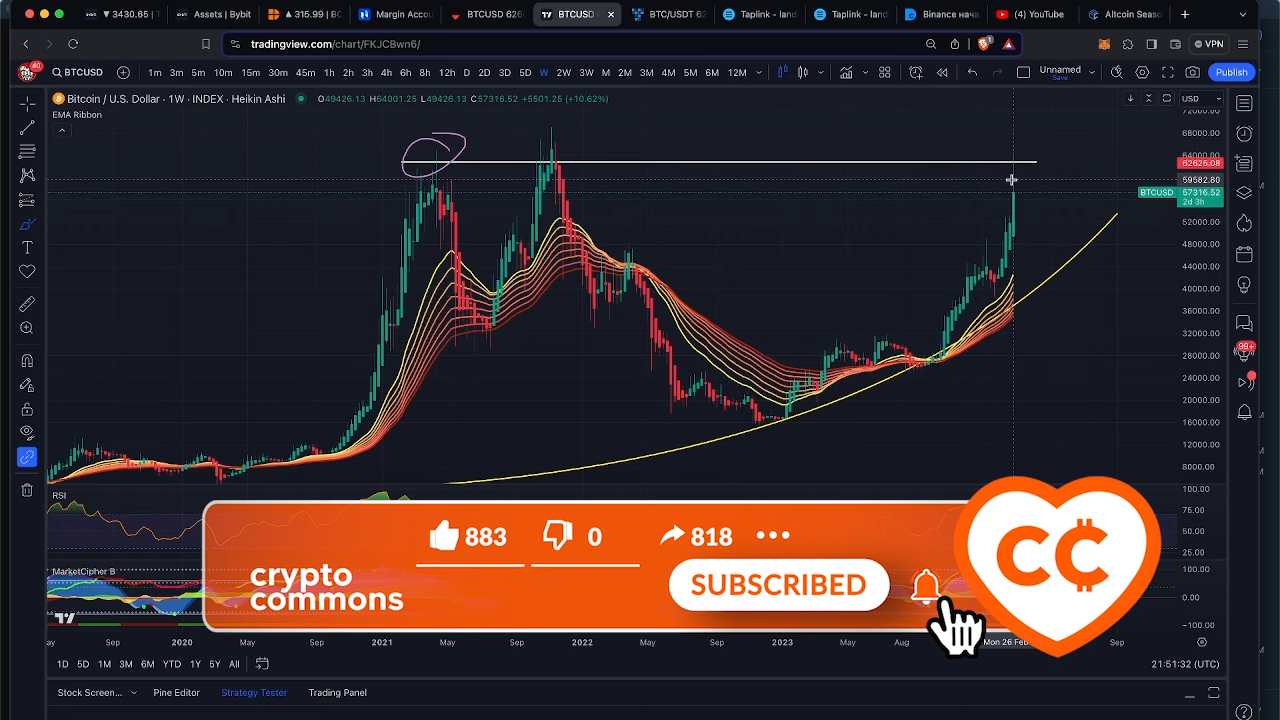 ▼ 3430.65 | T
Assets | Bybit
▲ 315.99 | BC
Margin Accou
BTCUSD 6266
BTCUSD
BTC/USDT 62
Taplink - land
Taplink - land
Binance нача
(4) YouTube
Altcoin Seaso
tradingview.com/chart/FKJCBwn6/
VPN
40
BTCUSD
1m 3m 5m 10m 15m 30m 45m 1h 2h 3h 4h 6h 8h 12h D 2D 3D 5D W 2W 3W M 2M 3M 4M 5M 6M 12M
Unnamed
Save
Publish
Bitcoin / U.S. Dollar · 1W · INDEX · Heikin Ashi
O49426.13 H64001.25 L49426.13 C57316.52 +5501.25 (+10.62%)
USD
EMA Ribbon
72000.00
68000.00
64000.00
62625.08
59582.80
BTCUSD 57316.52
2d 3h
52000.00
48000.00
44000.00
40000.00
36000.00
32000.00
28000.00
24000.00
20000.00
16000.00
12000.00
8000.00
99+
RSI
100.00
75.00
50.00
25.00
MarketCipher B
100.00
0.00
−100.00
883
0
818
crypto
commons
SUBSCRIBED
C₵
Sep 2020 May Sep 2021 May Sep 2022 May Sep 2023 May Aug Mon 26 Feb Sep
1D 5D 1M 3M 6M YTD 1Y 5Y All
21:51:32 (UTC)
Stock Screen...
Pine Editor
Strategy Tester
Trading Panel